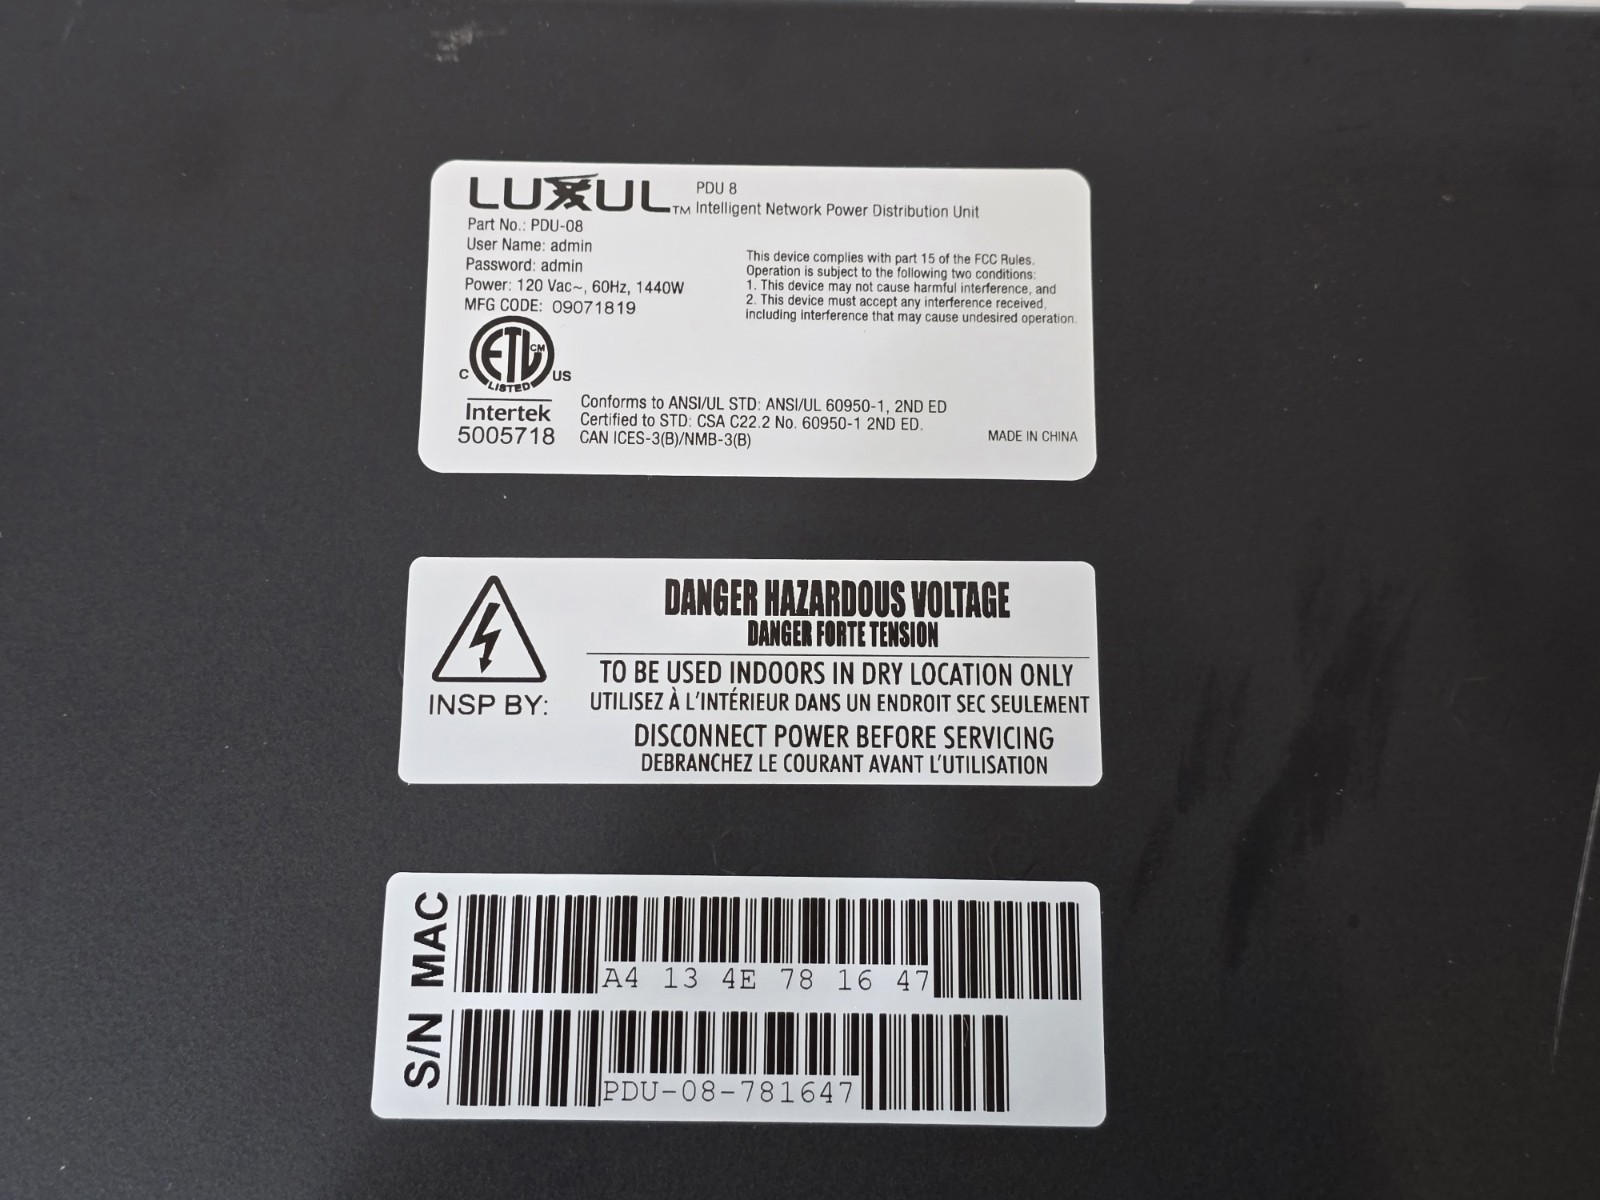 LUXUL™ PDU 8
Intelligent Network Power Distribution Unit
Part No.: PDU-08
User Name: admin
Password: admin
Power: 120 Vac~, 60Hz, 1440W
MFG CODE: 09071819
This device complies with part 15 of the FCC Rules.
Operation is subject to the following two conditions:
1. This device may not cause harmful interference, and
2. This device must accept any interference received,
including interference that may cause undesired operation.
ETL CM
C LISTED US
Intertek
5005718
Conforms to ANSI/UL STD: ANSI/UL 60950-1, 2ND ED
Certified to STD: CSA C22.2 No. 60950-1 2ND ED.
CAN ICES-3(B)/NMB-3(B)
MADE IN CHINA
DANGER HAZARDOUS VOLTAGE
DANGER FORTE TENSION
INSP BY:
TO BE USED INDOORS IN DRY LOCATION ONLY
UTILISEZ À L'INTÉRIEUR DANS UN ENDROIT SEC SEULEMENT
DISCONNECT POWER BEFORE SERVICING
DEBRANCHEZ LE COURANT AVANT L'UTILISATION
MAC
A4 13 4E 78 16 47
S/N
PDU-08-781647